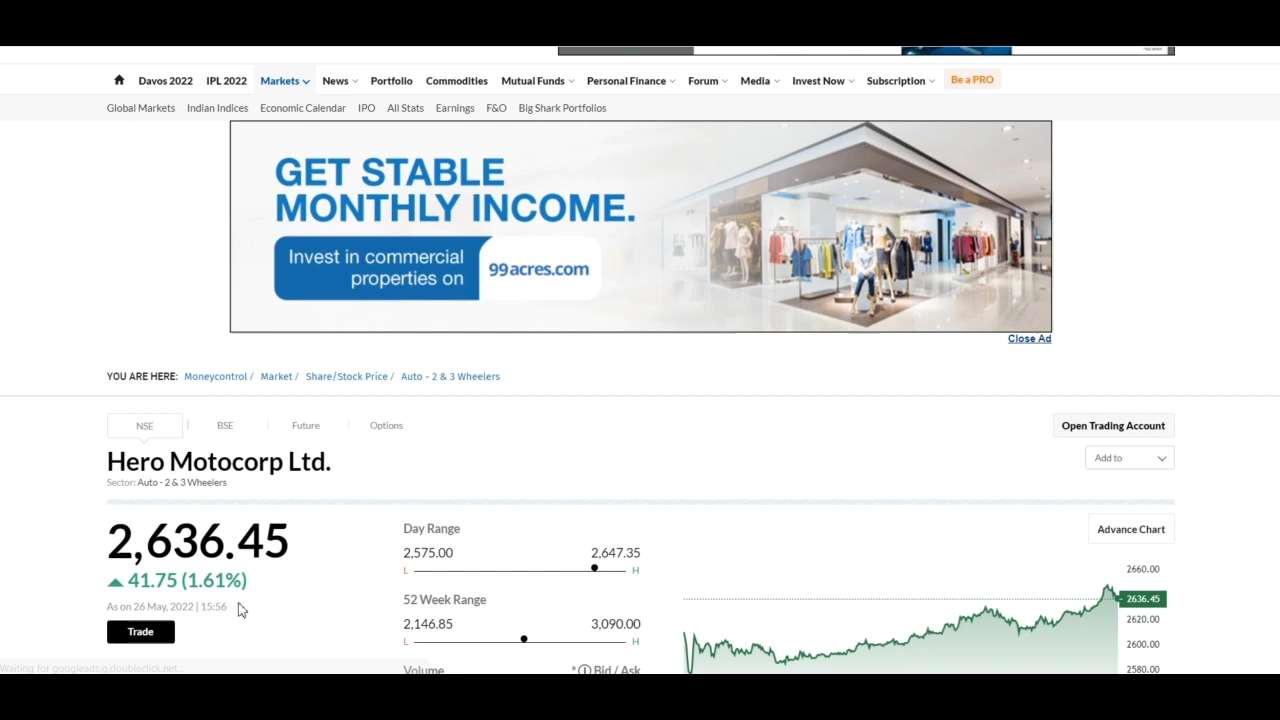 Davos 2022 IPL 2022 Markets News Portfolio Commodities Mutual Funds Personal Finance Forum Media Invest Now Subscription Be a PRO
Global Markets Indian Indices Economic Calendar IPO All Stats Earnings F&O Big Shark Portfolios
GET STABLE
MONTHLY INCOME.
Invest in commercial
properties on
99acres.com
Close Ad
YOU ARE HERE: Moneycontrol / Market / Share/Stock Price / Auto - 2 & 3 Wheelers
NSE BSE Future Options
Open Trading Account
Hero Motocorp Ltd.
Add to
Sector: Auto - 2 & 3 Wheelers
2,636.45
41.75 (1.61%)
As on 26 May, 2022 | 15:56
Trade
Day Range
2,575.00 2,647.35
L H
52 Week Range
2,146.85 3,090.00
L H
Volume * Bid / Ask
Advance Chart
2660.00
2636.45
2620.00
2600.00
2580.00
Waiting for googleads.g.doubleclick.net...